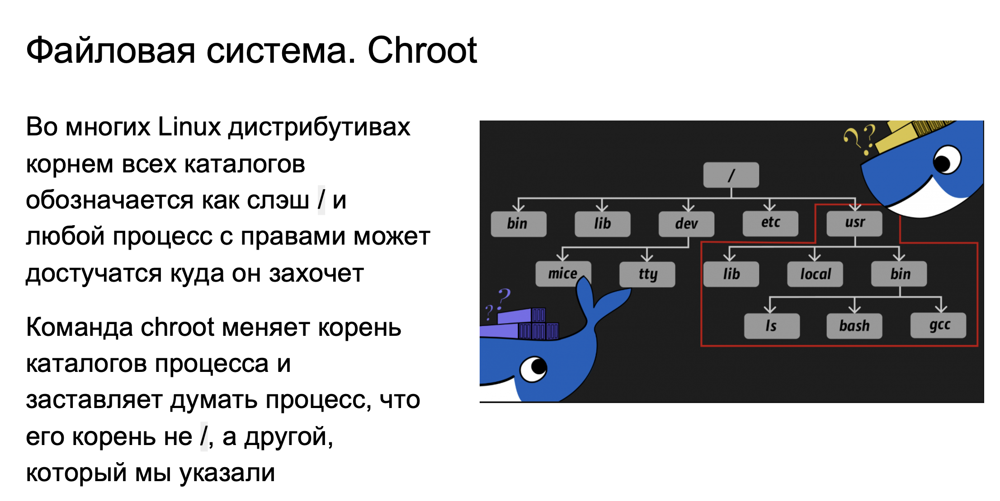 Файловая система. Chroot
Во многих Linux дистрибутивах
корнем всех каталогов
обозначается как слэш / и
любой процесс с правами может
достучатся куда он захочет
Команда chroot меняет корень
каталогов процесса и
заставляет думать процесс, что
его корень не /, а другой,
который мы указали
? ?
/
bin lib dev etc usr
mice tty lib local bin
? ?
ls bash gcc